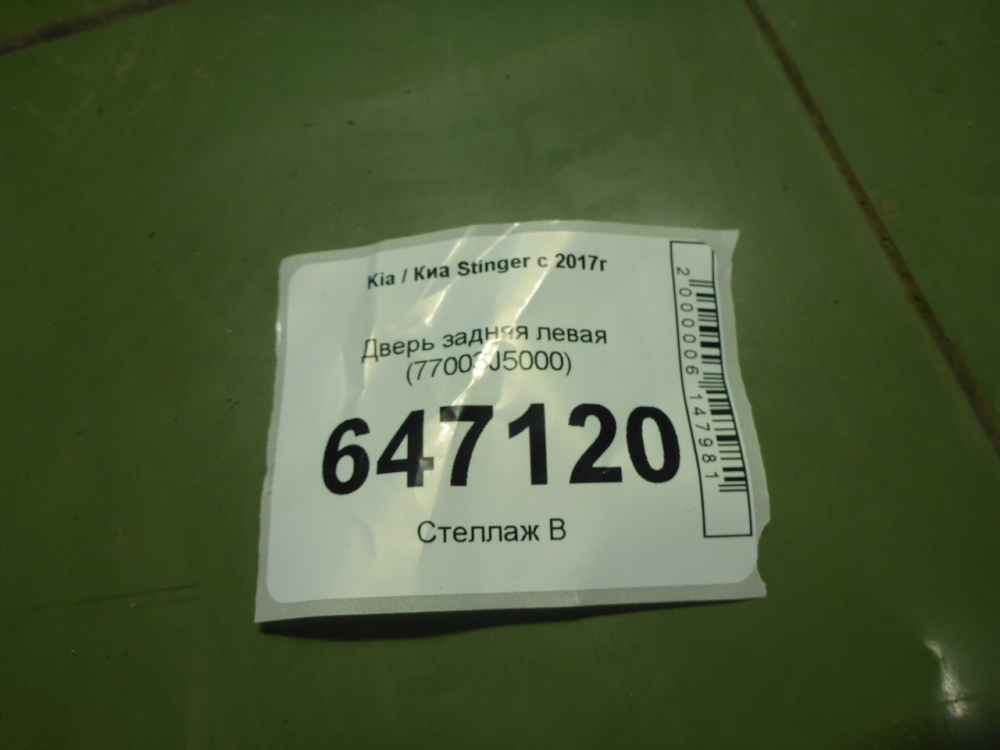 Kia / Киа Stinger с 2017г
Дверь задняя левая
(77003J5000)
647120
Стеллаж В
2000006147981